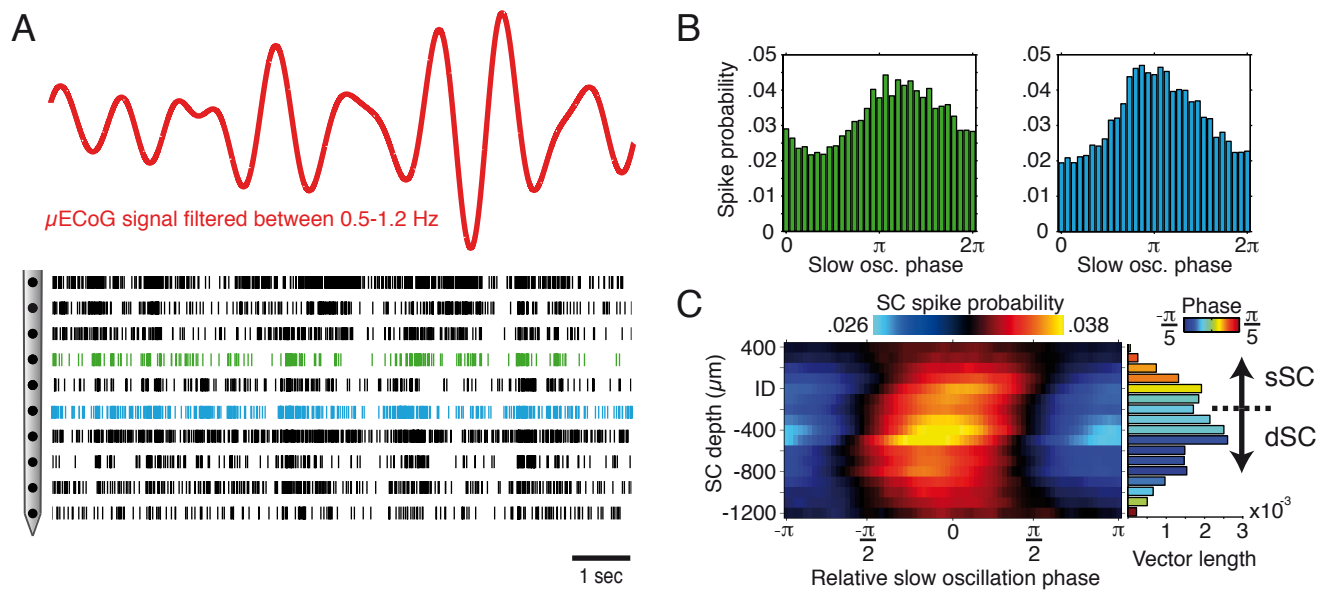 A
μECoG signal filtered between 0.5-1.2 Hz
1 sec
B
Spike probability
.05
.04
.03
.02
.01
0
0 π 2π
Slow osc. phase
.05
.04
.03
.02
.01
0
0 π 2π
Slow osc. phase
C
SC spike probability
.026 .038
SC depth (μm)
400
ID
-400
-800
-1200
-π -π/2 0 π/2 π
Relative slow oscillation phase
Phase
-π/5 π/5
sSC
dSC
1 2 3 x10⁻³
Vector length